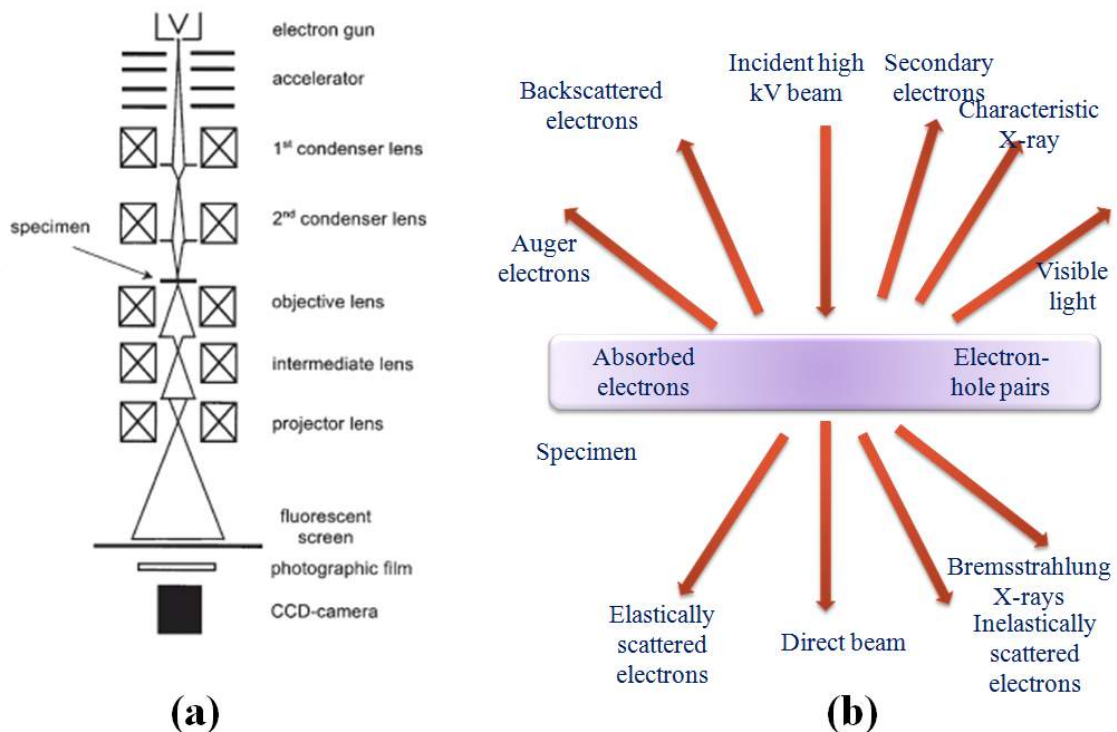 electron gun
accelerator
1st condenser lens
2nd condenser lens
specimen
objective lens
intermediate lens
projector lens
fluorescent
screen
photographic film
CCD-camera
(a)
Incident high
kV beam
Secondary
electrons
Backscattered
electrons
Characteristic
X-ray
Auger
electrons
Visible
light
Absorbed
electrons
Electron-
hole pairs
Specimen
Bremsstrahlung
X-rays
Elastically
scattered
electrons
Direct beam
Inelastically
scattered
electrons
(b)